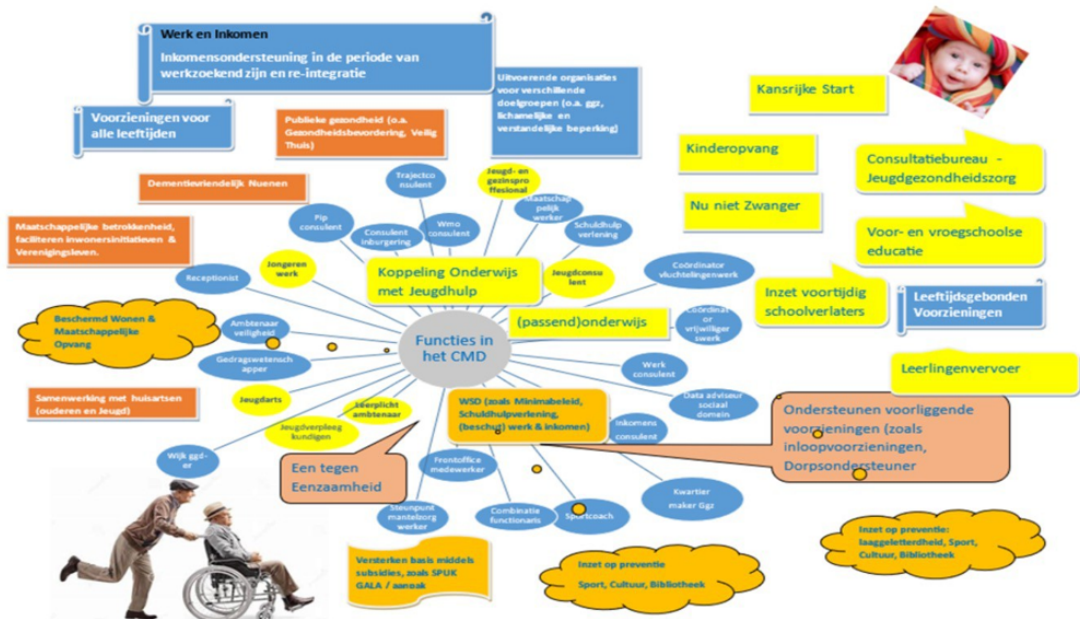 Werk en Inkomen
Inkomensondersteuning in de periode van
werkzoekend zijn en re-integratie
Uitvoerende organisaties
voor verschillende
doelgroepen (o.a. ggz,
lichamelijke en
verstandelijke beperking)
Voorzieningen voor
alle leeftijden
Publieke gezondheid (o.a.
Gezondheidsbevordering, Veilig
Thuis)
Kansrijke Start
Kinderopvang
Consultatiebureau -
Jeugdgezondheidszorg
Nu niet Zwanger
Voor- en vroegschoolse
educatie
Inzet voortijdig
schoolverlaters
Leeftijdsgebonden
Voorzieningen
Leerlingenvervoer
Dementievriendelijk Nuenen
Maatschappelijke betrokkenheid,
faciliteren inwonersinitiatieven &
Verenigingsleven.
Trajectco
nsulent
Jeugd- en
gezinspro
ffesional
Maatschap
pelijk
werker
Schuldhulp
verlening
Pip
consulent
Consulent
inburgering
Wmo
consulent
Jongeren
werk
Receptionist
Koppeling Onderwijs
met Jeugdhulp
Jeugdconsu
lent
Coördinator
vluchtelingenwerk
(passend)onderwijs
Coördinat
or
vrijwilliger
swerk
Beschermd Wonen &
Maatschappelijke
Opvang
Ambtenaar
veiligheid
Functies in
het CMD
Gedragswetensch
apper
Werk
consulent
Samenwerking met huisartsen
(ouderen en Jeugd)
Jeugdarts
Leerplicht
ambtenaar
WSD (zoals Minimabeleid,
Schuldhulpverlening,
(beschut) werk & inkomen)
Data adviseur
sociaal
domein
Jeugdverpleeg
kundigen
Inkomens
consulent
Ondersteunen voorliggende
voorzieningen (zoals
inloopvoorzieningen,
Dorpsondersteuner
Wijk ggd-
er
Een tegen
Eenzaamheid
Frontoffice
medewerker
Kwartier
maker Ggz
Steunpunt
mantelzorg
werker
Combinatie
functionaris
Sportcoach
Versterken basis middels
subsidies, zoals SPUK
GALA / aanpak
Inzet op preventie
Sport, Cultuur, Bibliotheek
Inzet op preventie:
laaggeletterdheid, Sport,
Cultuur, Bibliotheek